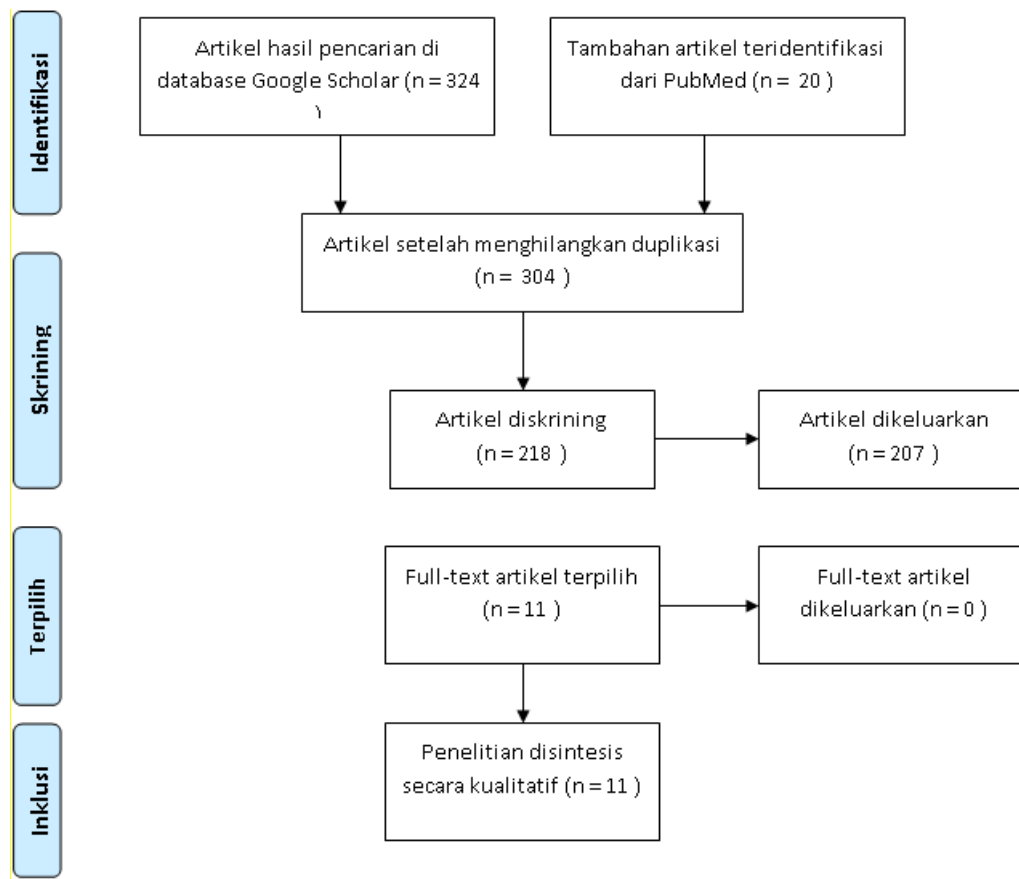 Identifikasi
Artikel hasil pencarian di
database Google Scholar (n = 324
)
Tambahan artikel teridentifikasi
dari PubMed (n = 20 )
Artikel setelah menghilangkan duplikasi
(n = 304 )
Skrining
Artikel diskrining
(n = 218 )
Artikel dikeluarkan
(n = 207 )
Terpilih
Full-text artikel terpilih
(n = 11 )
Full-text artikel
dikeluarkan (n = 0 )
Inklusi
Penelitian disintesis
secara kualitatif (n = 11 )